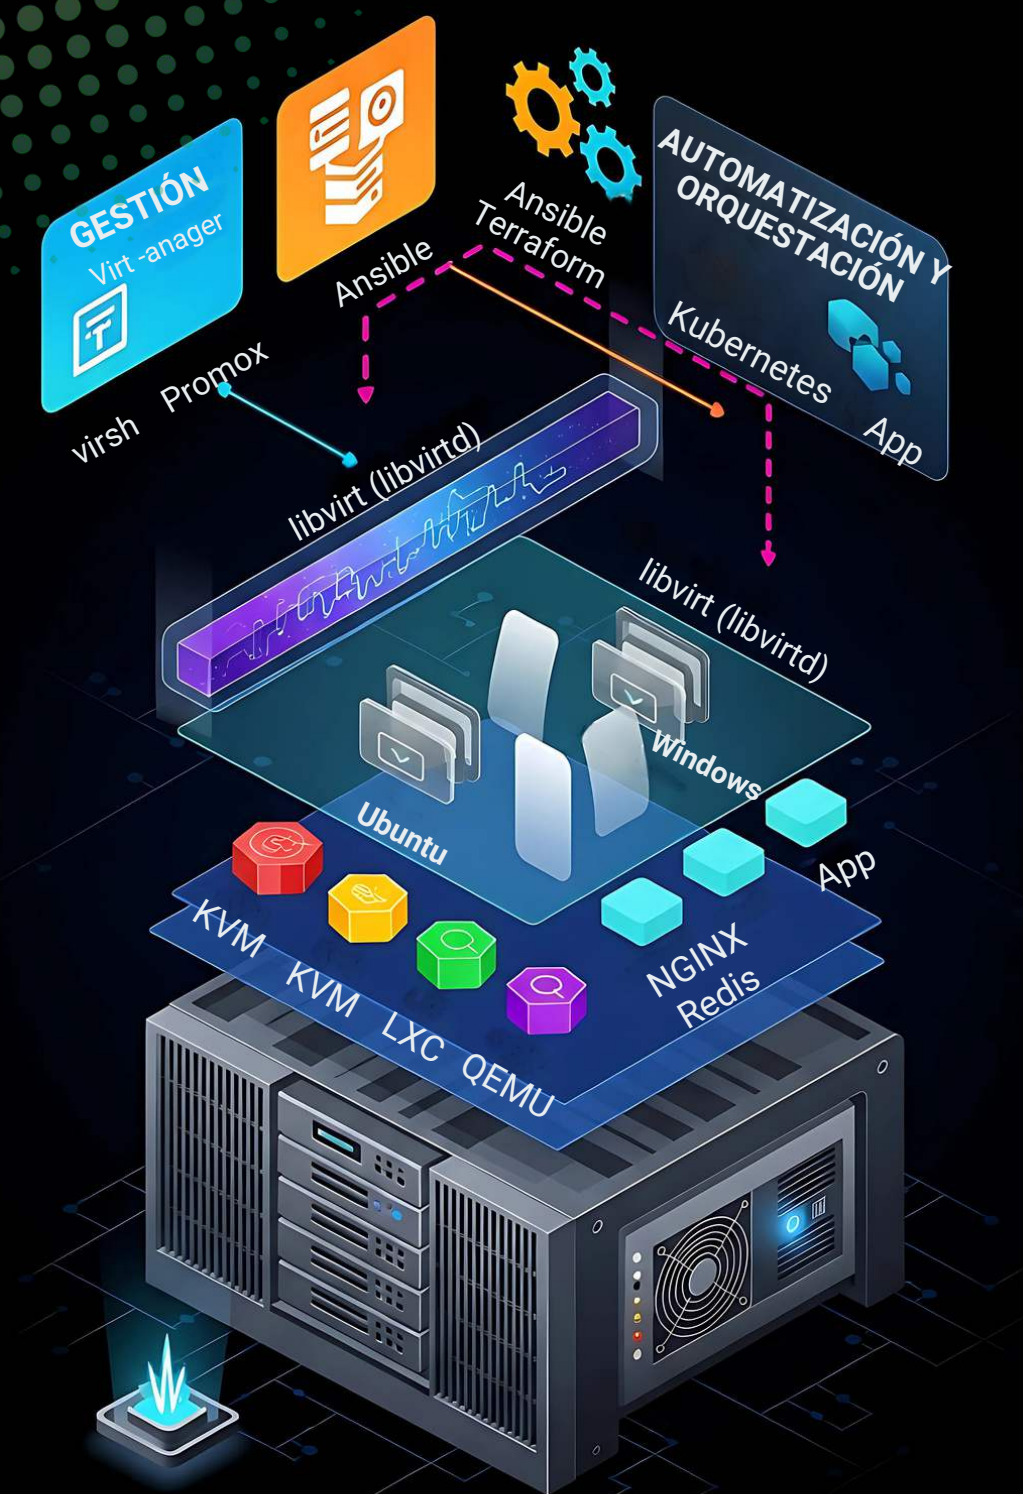 GESTIÓN
Virt -anager
virsh
Promox
Ansible
Ansible
Terraform
AUTOMATIZACIÓN Y
ORQUESTACIÓN
Kubernetes
App
libvirt (libvirtd)
libvirt (libvirtd)
Windows
Ubuntu
App
NGINX
Redis
KVM
KVM
LXC
QEMU